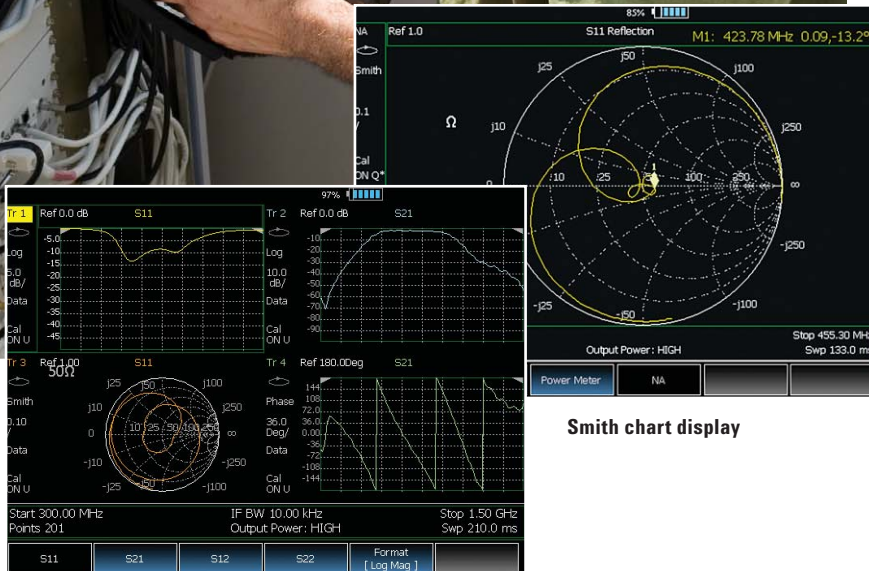 85%
NA
Ref 1.0
S11 Reflection
M1: 423.78 MHz 0.09,-13.2°
Smith
0.1
/
Cal
ON Q*
Ω
j10
j25
j50
j100
j250
10
25
50
100
250
∞
-j25
-j50
-j100
-j250
Output Power: HIGH
Stop 455.30 MHz
Swp 133.0 ms
Power Meter
NA
Smith chart display
97%
Tr 1
Ref 0.0 dB
S11
Log
5.0
dB/
Data
Cal
ON U
-5.0
-10
-15
-20
-25
-30
-35
-40
-45
Tr 2
Ref 0.0 dB
S21
Log
10.0
dB/
Data
Cal
ON U
-10
-20
-30
-40
-50
-60
-70
-80
-90
Tr 3
Ref 1.00
S11
50Ω
Smith
0.10
/
Data
Cal
ON U
j10
j25
j50
j100
j250
0
10
25
50
100
250
∞
-j10
-j25
-j50
-j100
-j250
Tr 4
Ref 180.0Deg
S21
Phase
36.0
Deg/
Data
Cal
ON U
144
108
72.0
36.0
0.00
-36
-72
-108
-144
Start 300.00 MHz
IF BW 10.00 kHz
Stop 1.50 GHz
Points 201
Output Power: HIGH
Swp 210.0 ms
S11
S21
S12
S22
Format
[ Log Mag ]